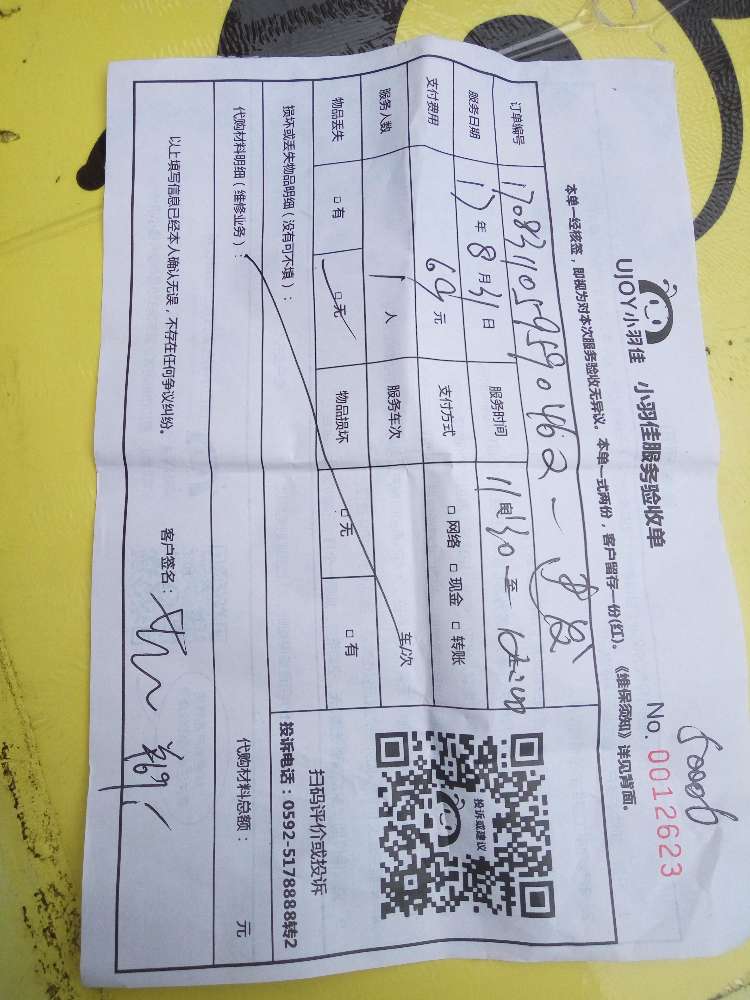 UJOY小羽佳 小羽佳服务验收单
No. 0012623
本单一经核签，即视为对本次服务验收无异议。本单一式两份，客户留存一份(红)。《维保须知》详见背面。
订单编号
服务日期 17年8月31日 服务时间 11:30至
支付费用 69元 支付方式 □网络 □现金 □转账
服务人数 1人 服务车次 车/次
物品丢失 □有 □无 物品损坏 □无 □有
投诉或建议
扫码评价或投诉
投诉电话：0592-5178888转2
损坏或丢失物品明细（没有可不填）：
代购材料明细（维修业务）： 代购材料总额： 元
以上填写信息已经本人确认无误，不存在任何争议纠纷。 客户签名：